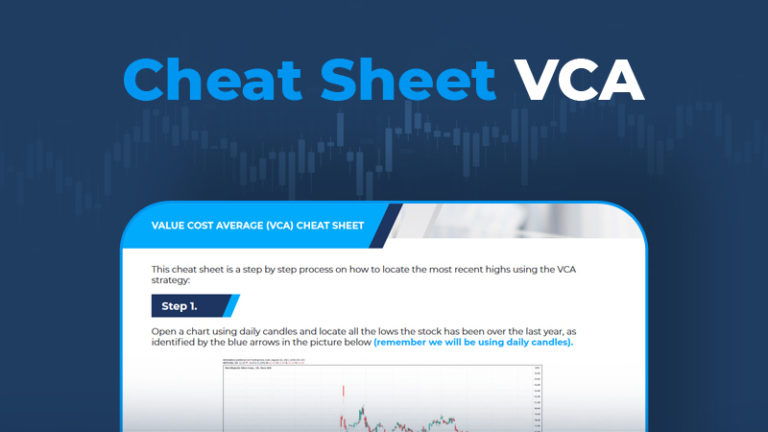 Cheat Sheet VCA
VALUE COST AVERAGE (VCA) CHEAT SHEET
This cheat sheet is a step by step process on how to locate the most recent highs using the VCA
strategy:
Step 1.
Open a chart using daily candles and locate all the lows the stock has been over the last year, as
identified by the blue arrows in the picture below (remember we will be using daily candles).